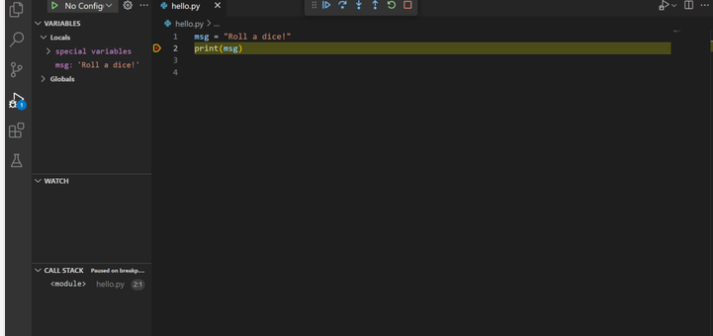 No Config
hello.py
VARIABLES
Locals
special variables
msg: 'Roll a dice!'
Globals
hello.py > ...
1 msg = "Roll a dice!"
2 print(msg)
3
4
1
WATCH
CALL STACK Paused on breakp...
<module> hello.py 2:1